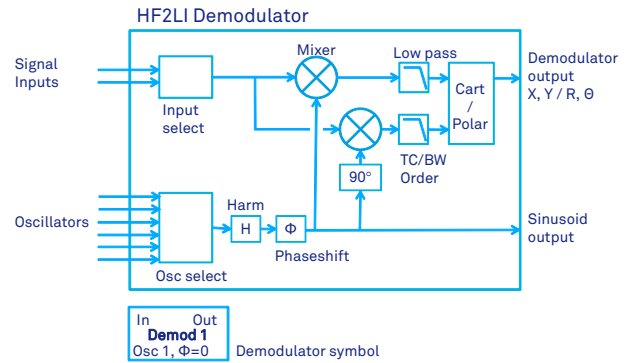 HF2LI Demodulator
Signal
Inputs
Input
select
Mixer
Low pass
Cart
/
Polar
Demodulator
output
X, Y / R, Θ
TC/BW
Order
90°
Oscillators
Osc select
Harm
H
Φ
Phaseshift
Sinusoid
output
In Out
Demod 1
Osc 1, Φ=0
Demodulator symbol